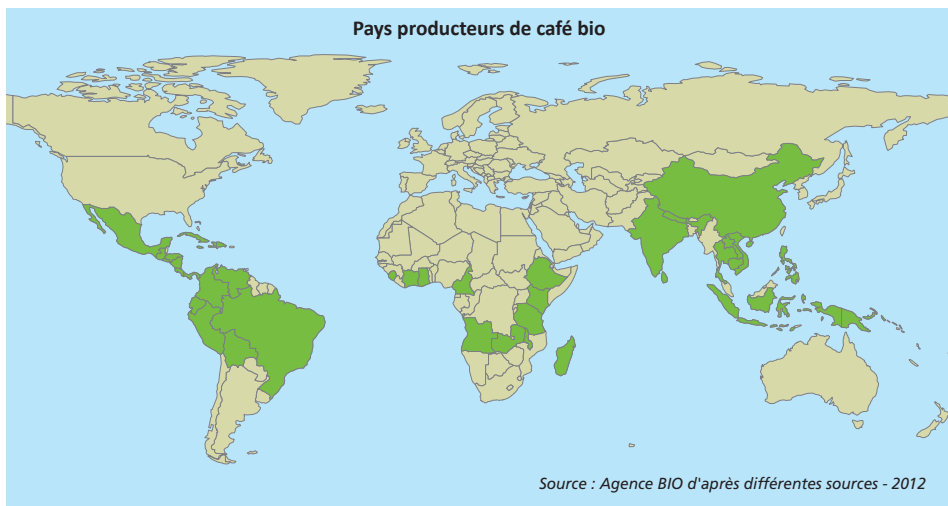 Pays producteurs de café bio
Source : Agence BIO d'après différentes sources - 2012